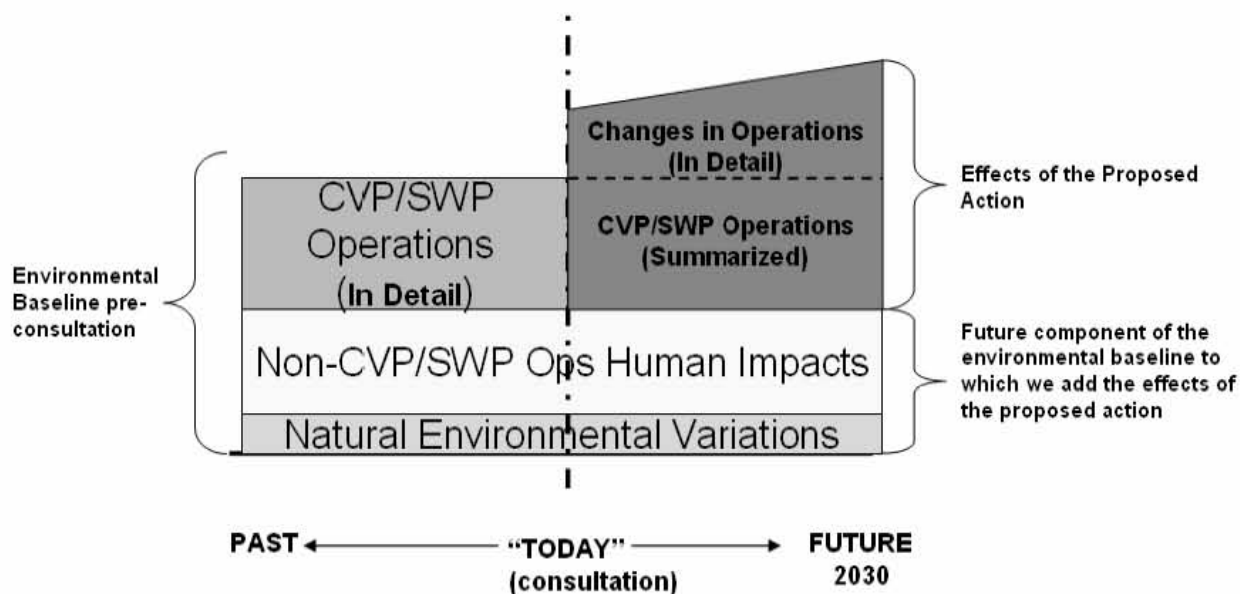 Changes in Operations
(In Detail)
CVP/SWP
Operations
(In Detail)
CVP/SWP Operations
(Summarized)
Effects of the Proposed
Action
Environmental
Baseline pre-
consultation
Non-CVP/SWP Ops Human Impacts
Natural Environmental Variations
Future component of the
environmental baseline to
which we add the effects of
the proposed action
PAST
“TODAY”
(consultation)
FUTURE
2030